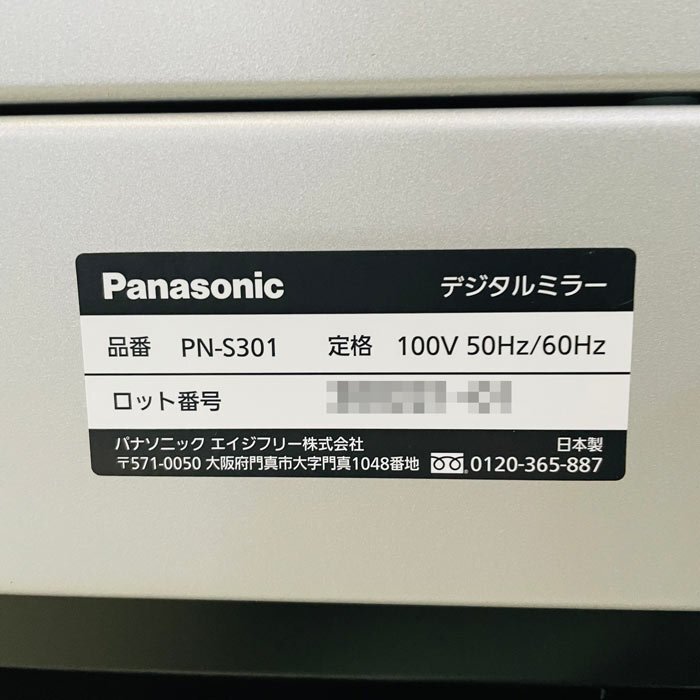 Panasonic デジタルミラー
品番 PN-S301 定格 100V 50Hz/60Hz
ロット番号
パナソニック エイジフリー株式会社 日本製
〒571-0050 大阪府門真市大字門真1048番地 0120-365-887